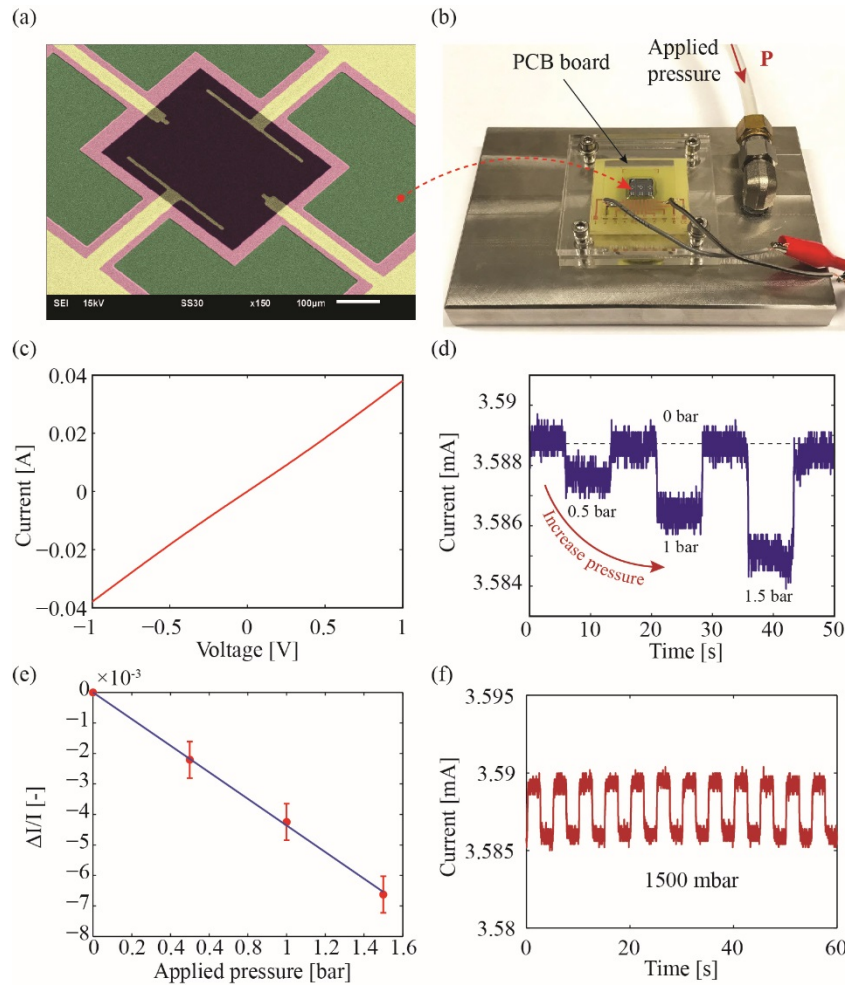 (a)
SEI 15kV SS30 x150 100μm
(b)
PCB board
Applied
pressure
P
(c)
Current [A]
0.04
0.02
0
−0.02
−0.04
−1 −0.5 0 0.5 1
Voltage [V]
(d)
Current [mA]
3.59
3.588
3.586
3.584
0 bar
0.5 bar
1 bar
1.5 bar
Increase pressure
0 10 20 30 40 50
Time [s]
(e)
×10⁻³
ΔI/I [-]
0
−1
−2
−3
−4
−5
−6
−7
−8
0 0.2 0.4 0.6 0.8 1 1.2 1.4 1.6
Applied pressure [bar]
(f)
Current [mA]
3.595
3.59
3.585
3.58
1500 mbar
0 20 40 60
Time [s]